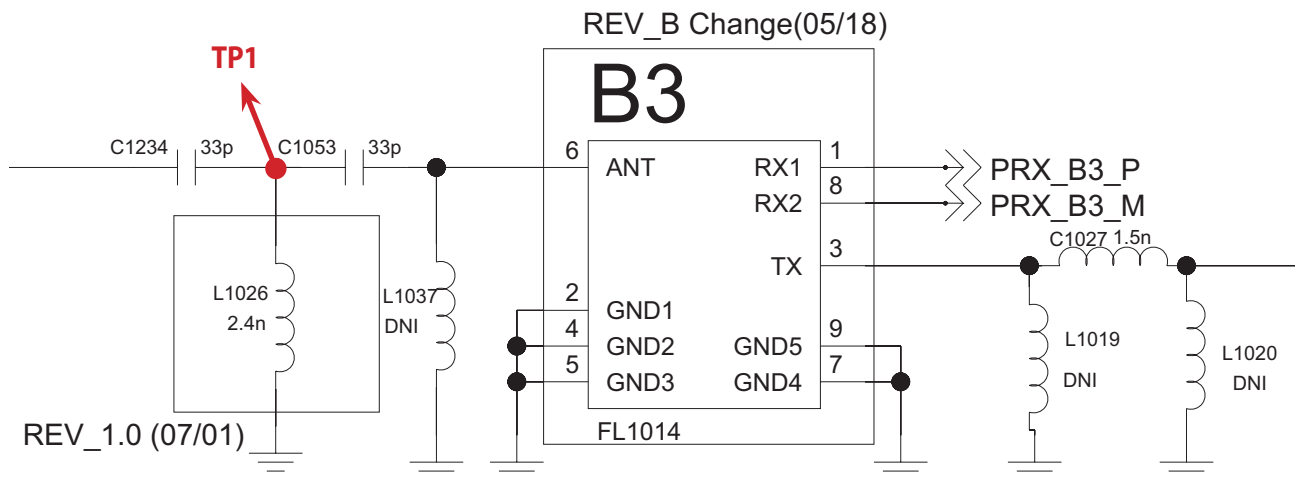 REV_B Change(05/18)
TP1
B3
C1234
33p
C1053
33p
6
ANT
RX1
1
PRX_B3_P
RX2
8
PRX_B3_M
C1027 1.5n
TX
3
L1026
2.4n
L1037
DNI
2
GND1
4
GND2
5
GND3
GND5
9
GND4
7
L1019
DNI
L1020
DNI
FL1014
REV_1.0 (07/01)